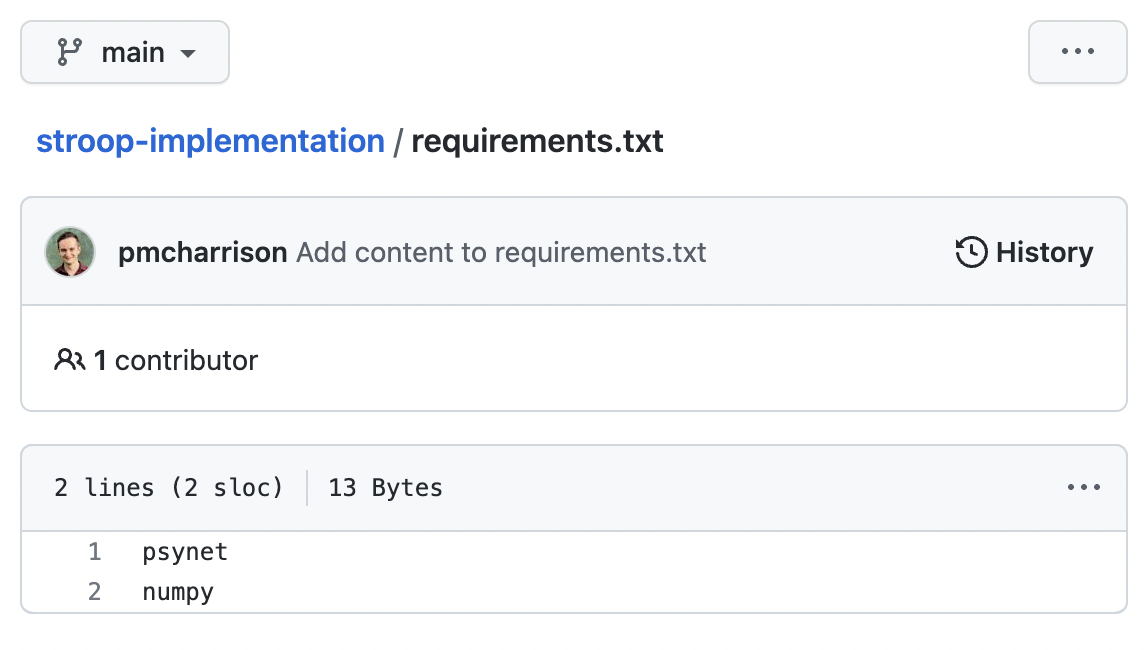 main
stroop-implementation / requirements.txt
pmcharrison Add content to requirements.txt History
1 contributor
2 lines (2 sloc) 13 Bytes
1 psynet
2 numpy